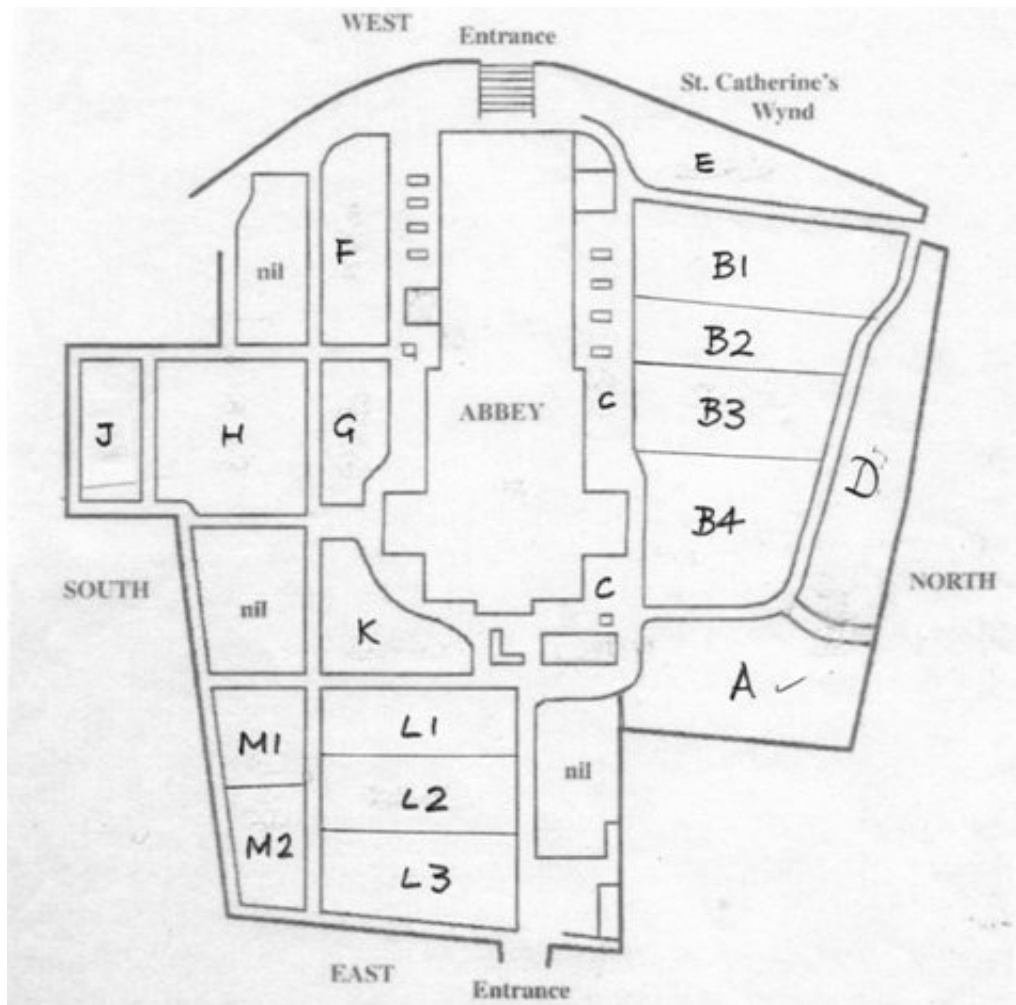 WEST
Entrance
St. Catherine's
Wynd
E
F
nil
B1
B2
J
H
G
ABBEY
C
B3
D
B4
SOUTH
NORTH
nil
K
C
A ✓
M1
L1
nil
L2
M2
L3
EAST
Entrance